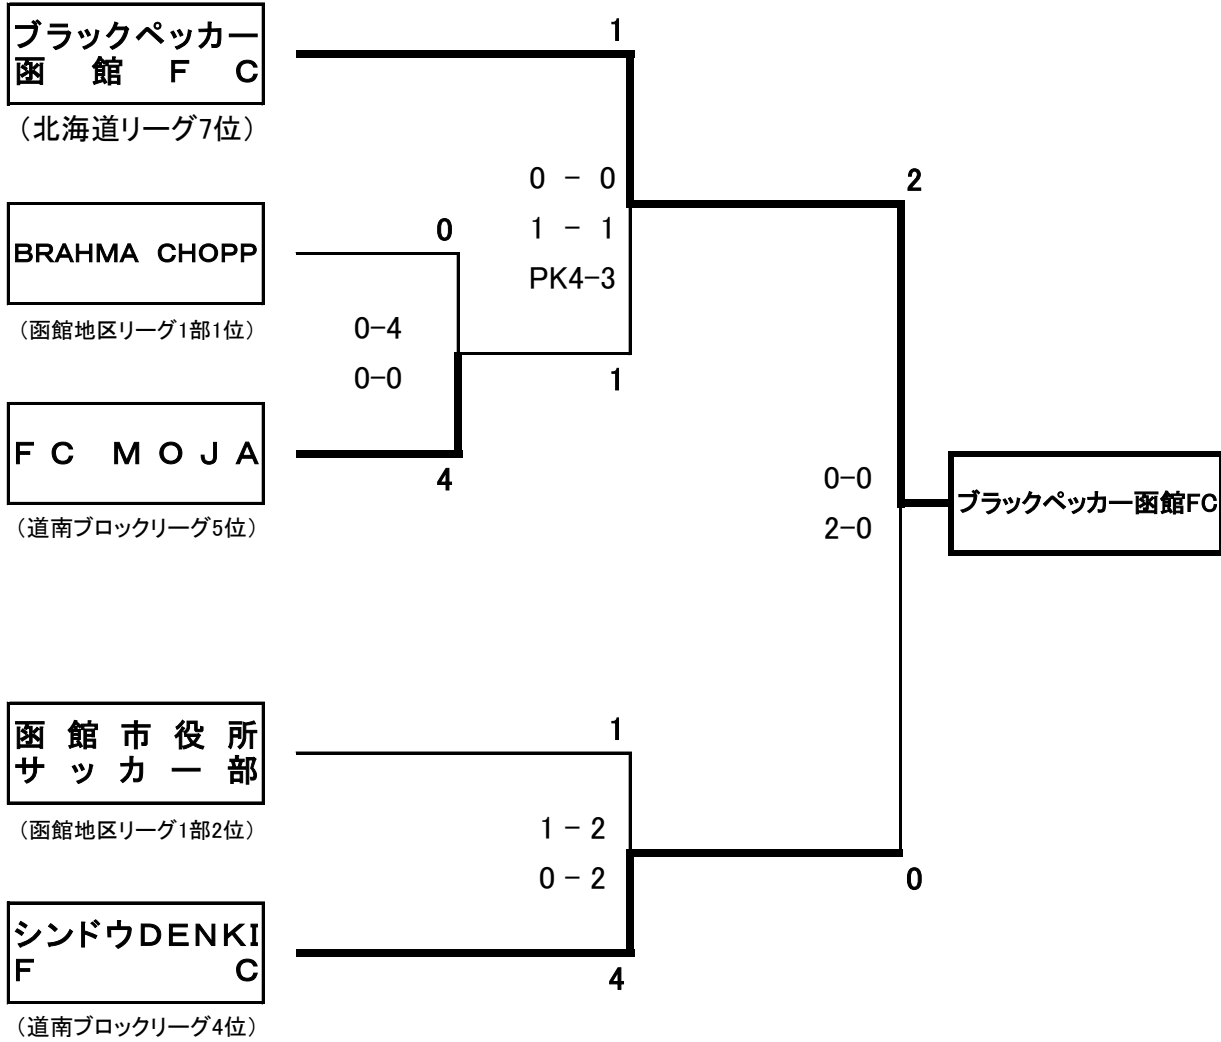 ブラックペッカー
函館FC
（北海道リーグ7位）
1
0 - 0
1 - 1
PK4-3
2
BRAHMA CHOPP
（函館地区リーグ1部1位）
0
0-4
0-0
1
FC MOJA
（道南ブロックリーグ5位）
4
0-0
2-0
ブラックペッカー函館FC
函館市役所
サッカー部
（函館地区リーグ1部2位）
1
1 - 2
0 - 2
0
シンドウDENKI
FC
（道南ブロックリーグ4位）
4